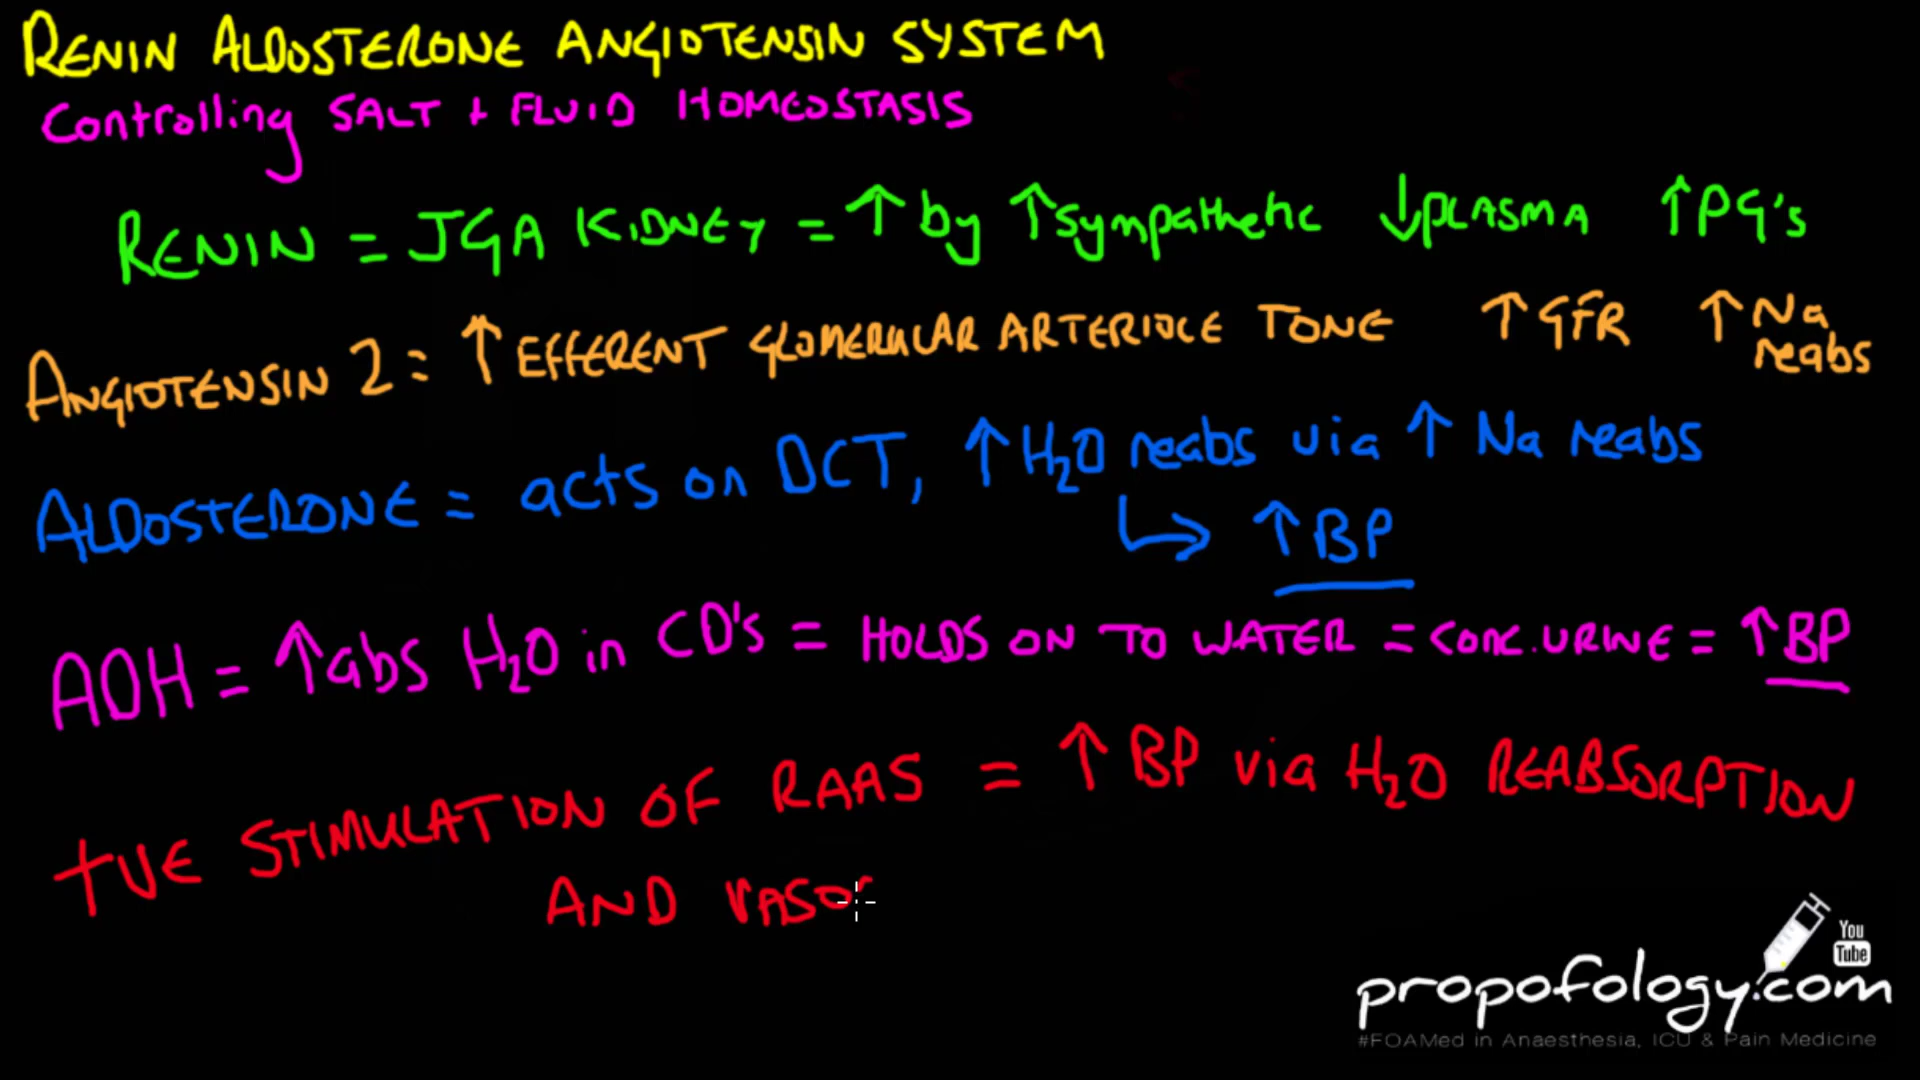 RENIN ALDOSTERONE ANGIOTENSIN SYSTEM
Controlling SALT + FLUID HOMEOSTASIS
RENIN = JGA KIDNEY = ↑ by ↑sympathetic ↓PLASMA ↑PG's
ANGIOTENSIN 2 = ↑ EFFERENT GLOMERULAR ARTERIOLE TONE ↑GFR ↑Na reabs
ALDOSTERONE = acts on DCT, ↑H₂O reabs via ↑ Na reabs
↳ ↑BP
ADH = ↑abs H₂O in CD's = HOLDS ON TO WATER = conc. URINE = ↑BP
+VE STIMULATION OF RAAS = ↑BP via H₂O REABSORPTION
AND VASO
You
Tube
propofology.com
#FOAMed in Anaesthesia, ICU & Pain Medicine